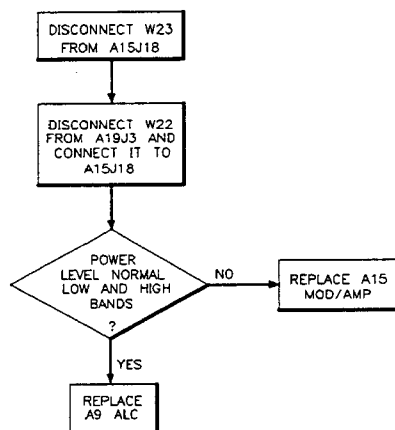 DISCONNECT W23
FROM A15J18
DISCONNECT W22
FROM A19J3 AND
CONNECT IT TO
A15J18
POWER
LEVEL NORMAL
LOW AND HIGH
BANDS
?
NO
REPLACE A15
MOD/AMP
YES
REPLACE
A9 ALC